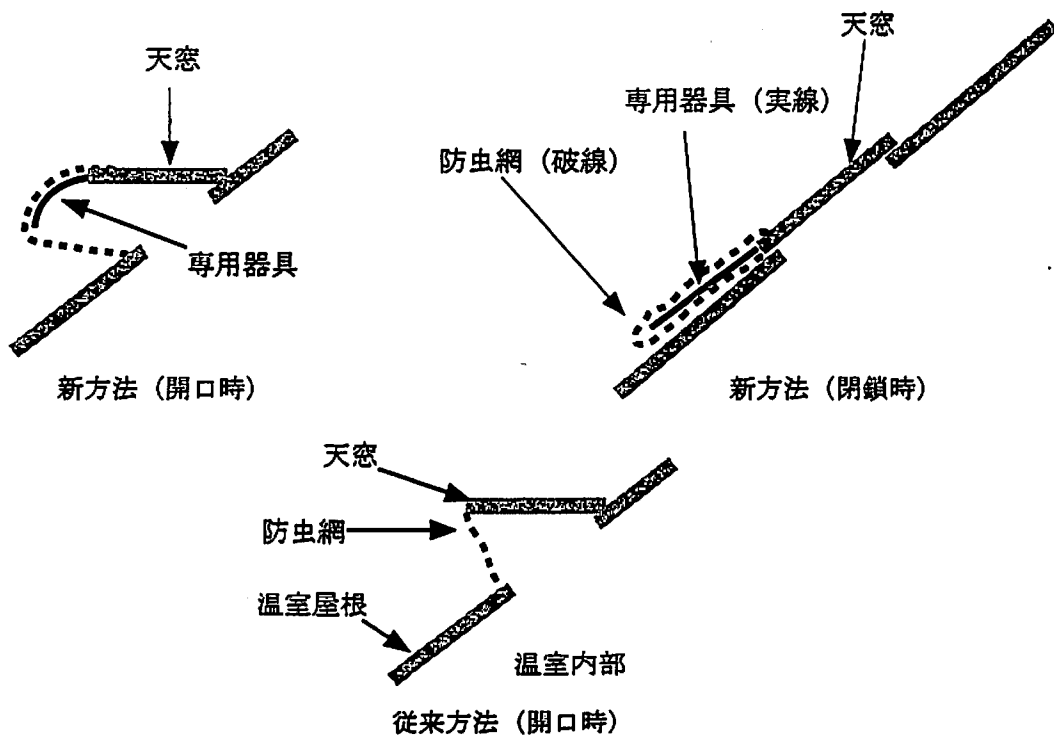 天窓
専用器具
新方法（開口時）
天窓
専用器具（実線）
防虫網（破線）
新方法（閉鎖時）
天窓
防虫網
温室屋根
温室内部
従来方法（開口時）